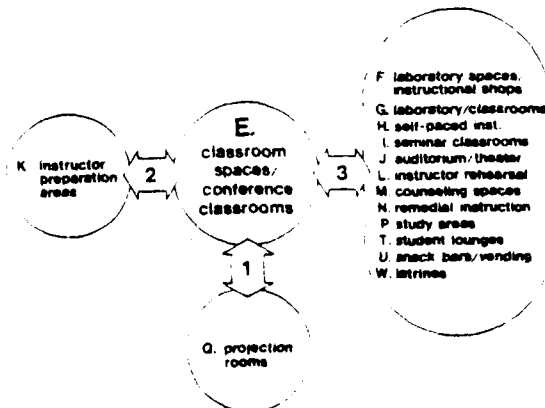 K. instructor
preparation
areas
2
E.
classroom
spaces/
conference
classrooms
3
F. laboratory spaces,
instructional shops
G. laboratory/classrooms
H. self-paced inst.
I. seminar classrooms
J. auditorium/theater
L. instructor rehearsal
M. counseling spaces
N. remedial instruction
P. study areas
T. student lounges
U. snack bars/vending
W. latrines
1
Q. projection
rooms